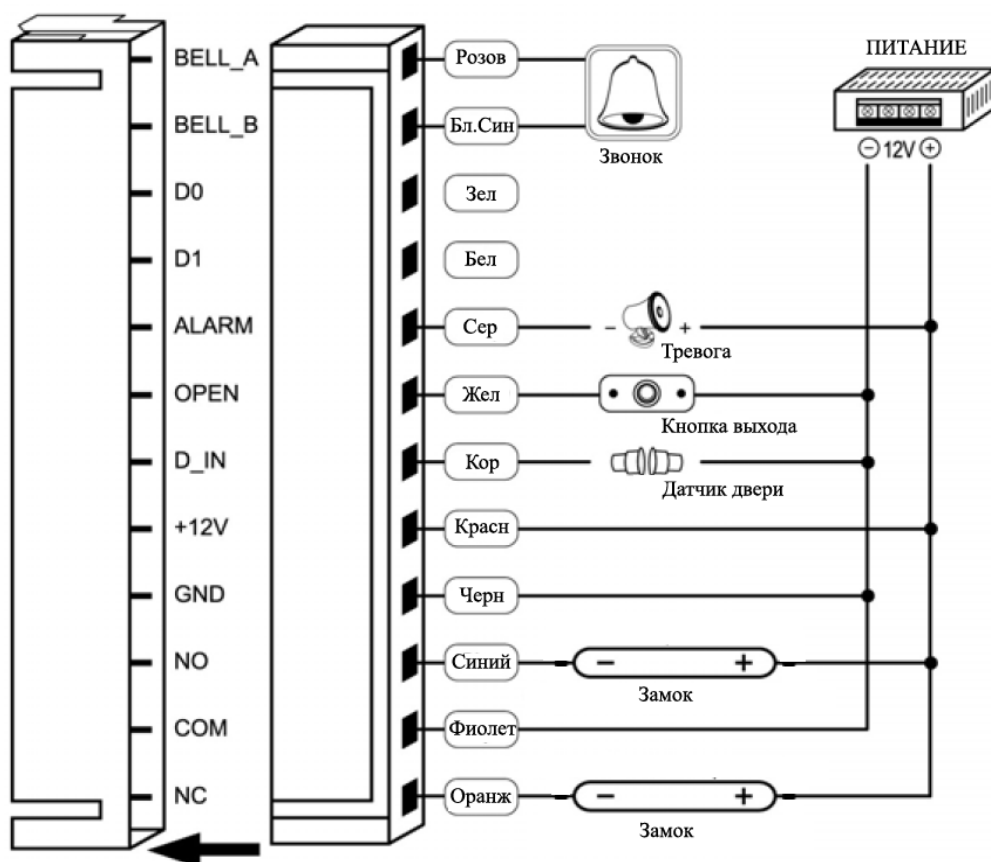 ПИТАНИЕ
BELL_A
Розов
BELL_B
Бл.Син
Звонок
− 12V +
D0
Зел
D1
Бел
ALARM
Сер
− +
Тревога
OPEN
Жел
Кнопка выхода
D_IN
Кор
Датчик двери
+12V
Красн
GND
Черн
NO
Синий
− +
Замок
COM
Фиолет
NC
Оранж
− +
Замок